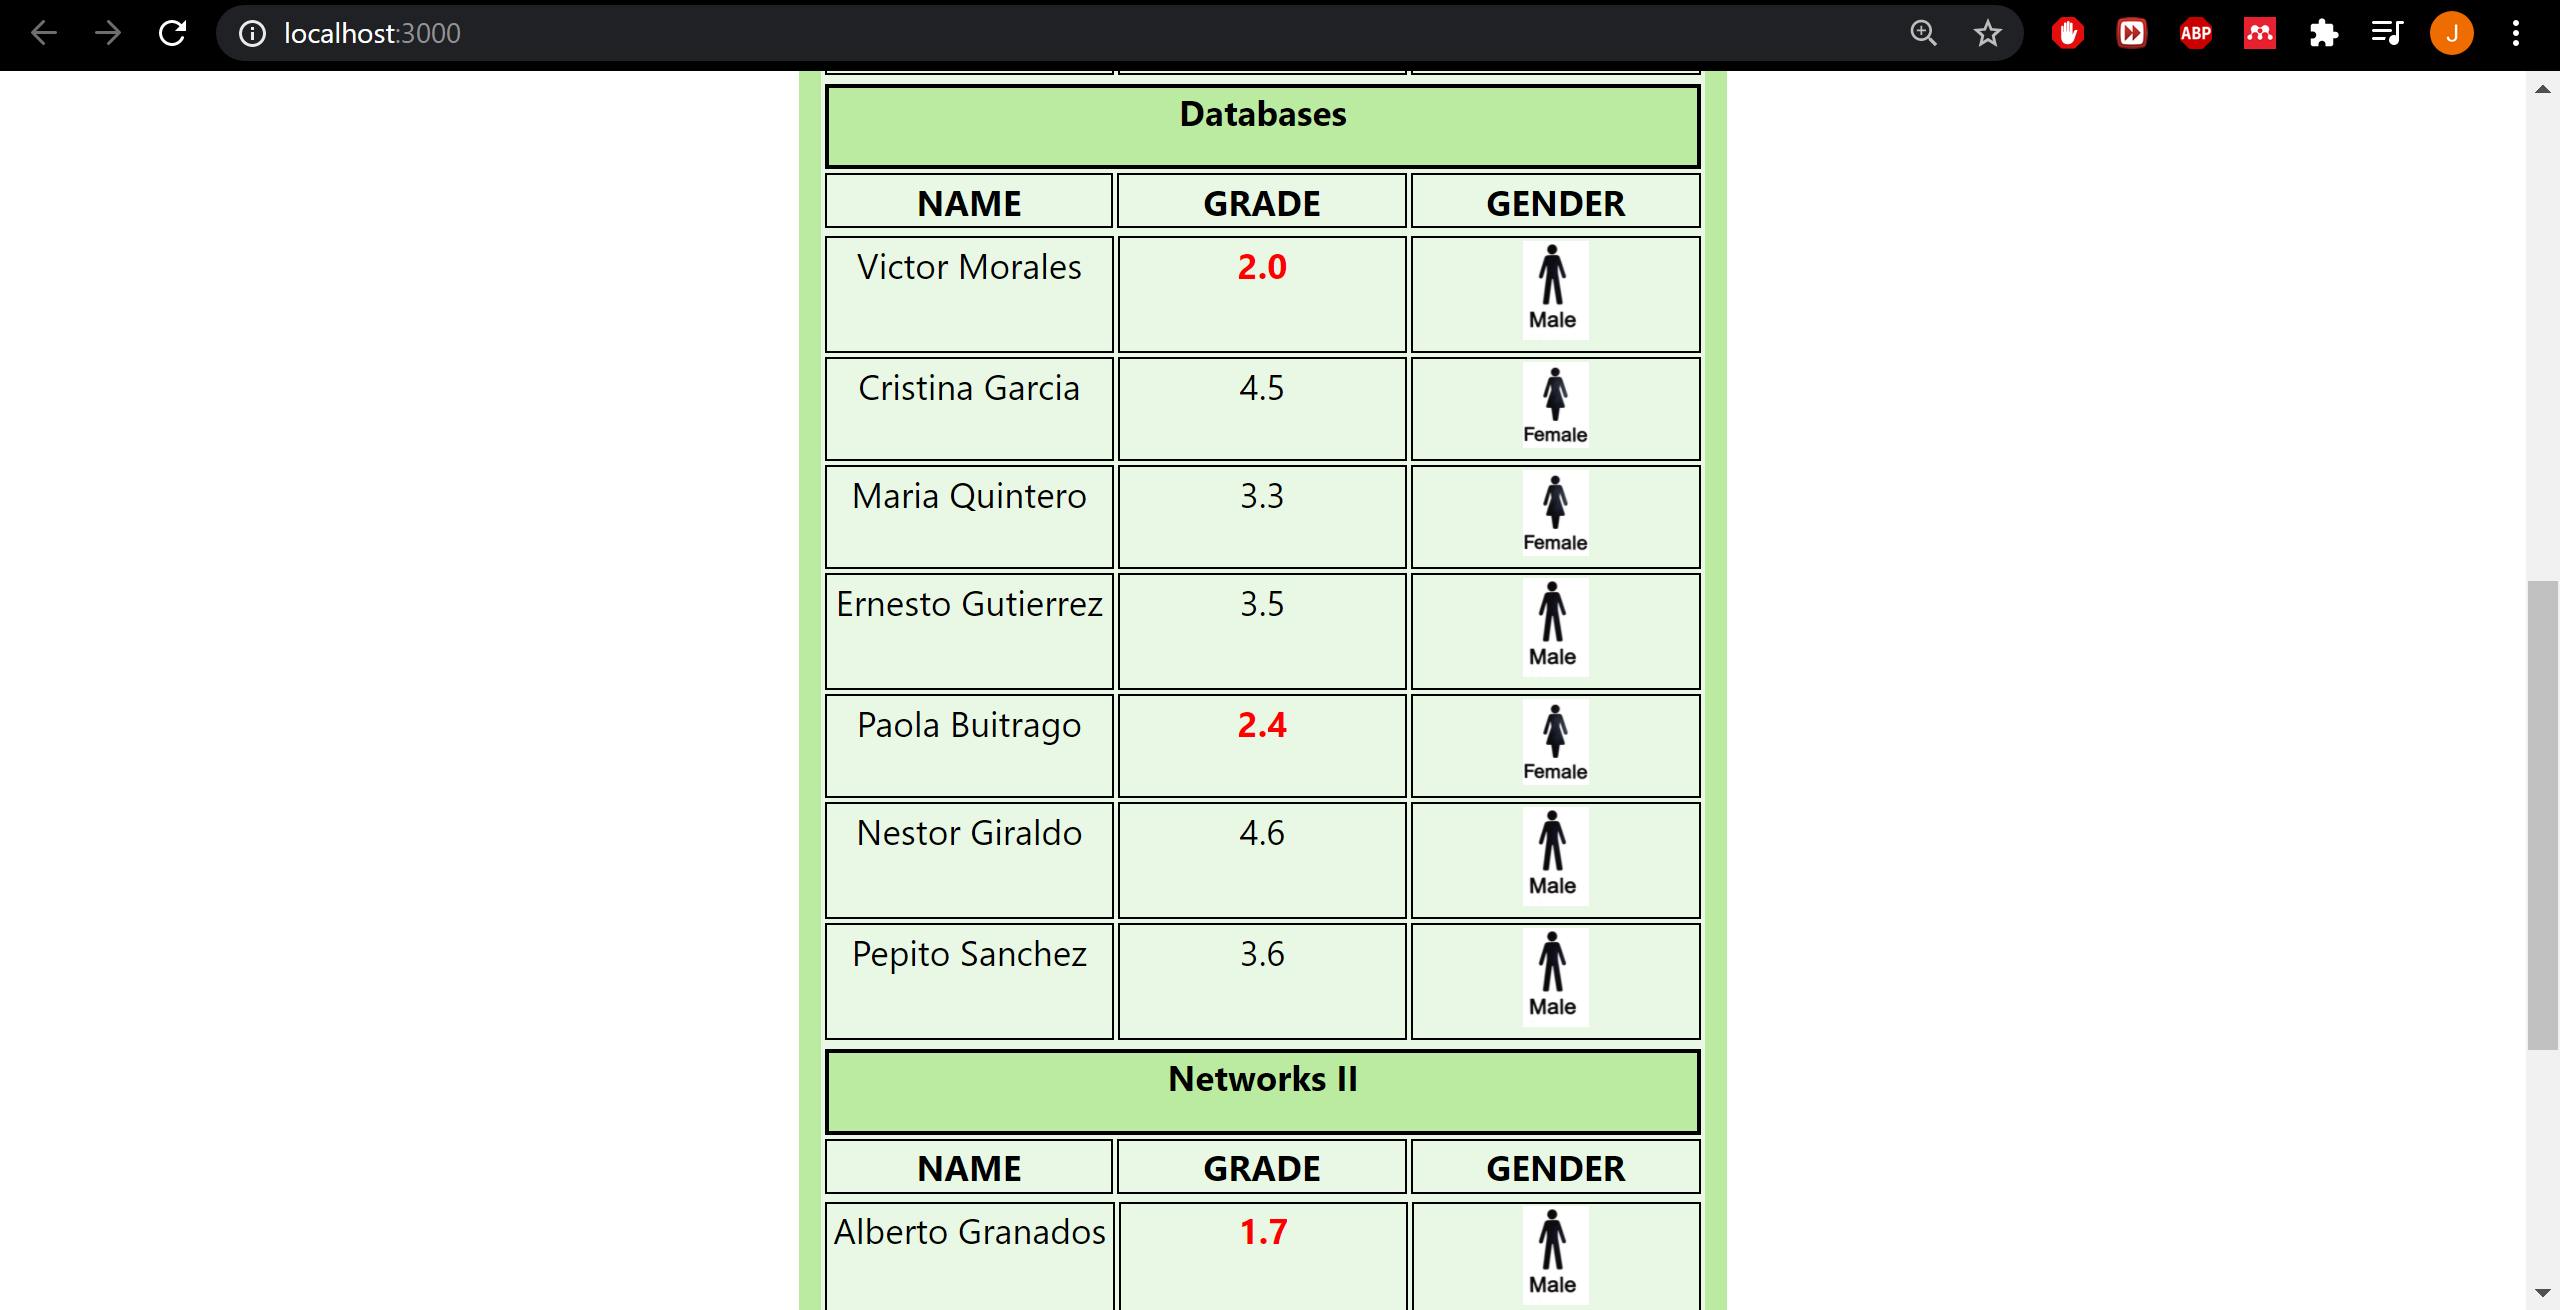 localhost:3000
ABP
J
Databases
NAME GRADE GENDER
Victor Morales 2.0 Male
Cristina Garcia 4.5 Female
Maria Quintero 3.3 Female
Ernesto Gutierrez 3.5 Male
Paola Buitrago 2.4 Female
Nestor Giraldo 4.6 Male
Pepito Sanchez 3.6 Male
Networks II
NAME GRADE GENDER
Alberto Granados 1.7 Male